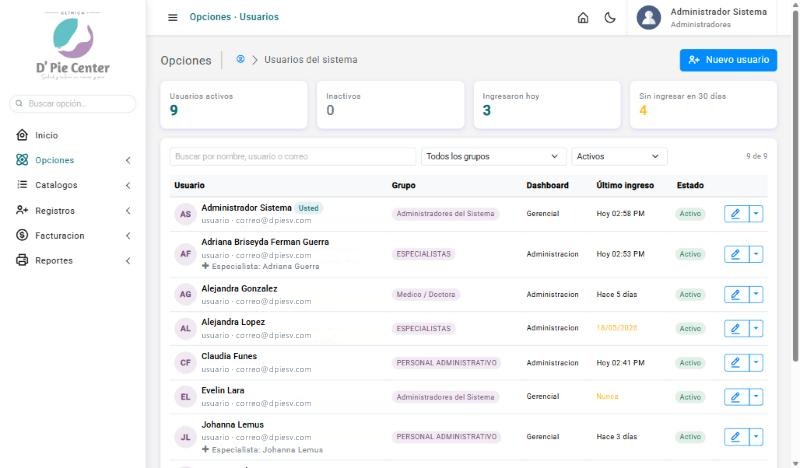 CLINICA
D' Pie Center
Buscar opción...
Inicio
Opciones
Catalogos
Registros
Facturacion
Reportes
Opciones · Usuarios
Administrador Sistema
Administradores
Opciones
Usuarios del sistema
Nuevo usuario
Usuarios activos
9
Inactivos
0
Ingresaron hoy
3
Sin ingresar en 30 días
4
Buscar por nombre, usuario o correo
Todos los grupos
Activos
9 de 9
Usuario Grupo Dashboard Último ingreso Estado
AS Administrador Sistema Usted Administradores del Sistema Gerencial Hoy 02:58 PM Activo
usuario · correo@dpiesv.com
AF Adriana Briseyda Ferman Guerra ESPECIALISTAS Administracion Hoy 02:53 PM Activo
usuario · correo@dpiesv.com
Especialista: Adriana Guerra
AG Alejandra Gonzalez Medico / Doctora Administracion Hace 5 días Activo
usuario · correo@dpiesv.com
AL Alejandra Lopez ESPECIALISTAS Administracion 18/05/2026 Activo
usuario · correo@dpiesv.com
CF Claudia Funes PERSONAL ADMINISTRATIVO Administracion Hoy 02:41 PM Activo
usuario · correo@dpiesv.com
EL Evelin Lara Administradores del Sistema Gerencial Nunca Activo
usuario · correo@dpiesv.com
JL Johanna Lemus PERSONAL ADMINISTRATIVO Gerencial Hace 3 días Activo
usuario · correo@dpiesv.com
Especialista: Johanna Lemus